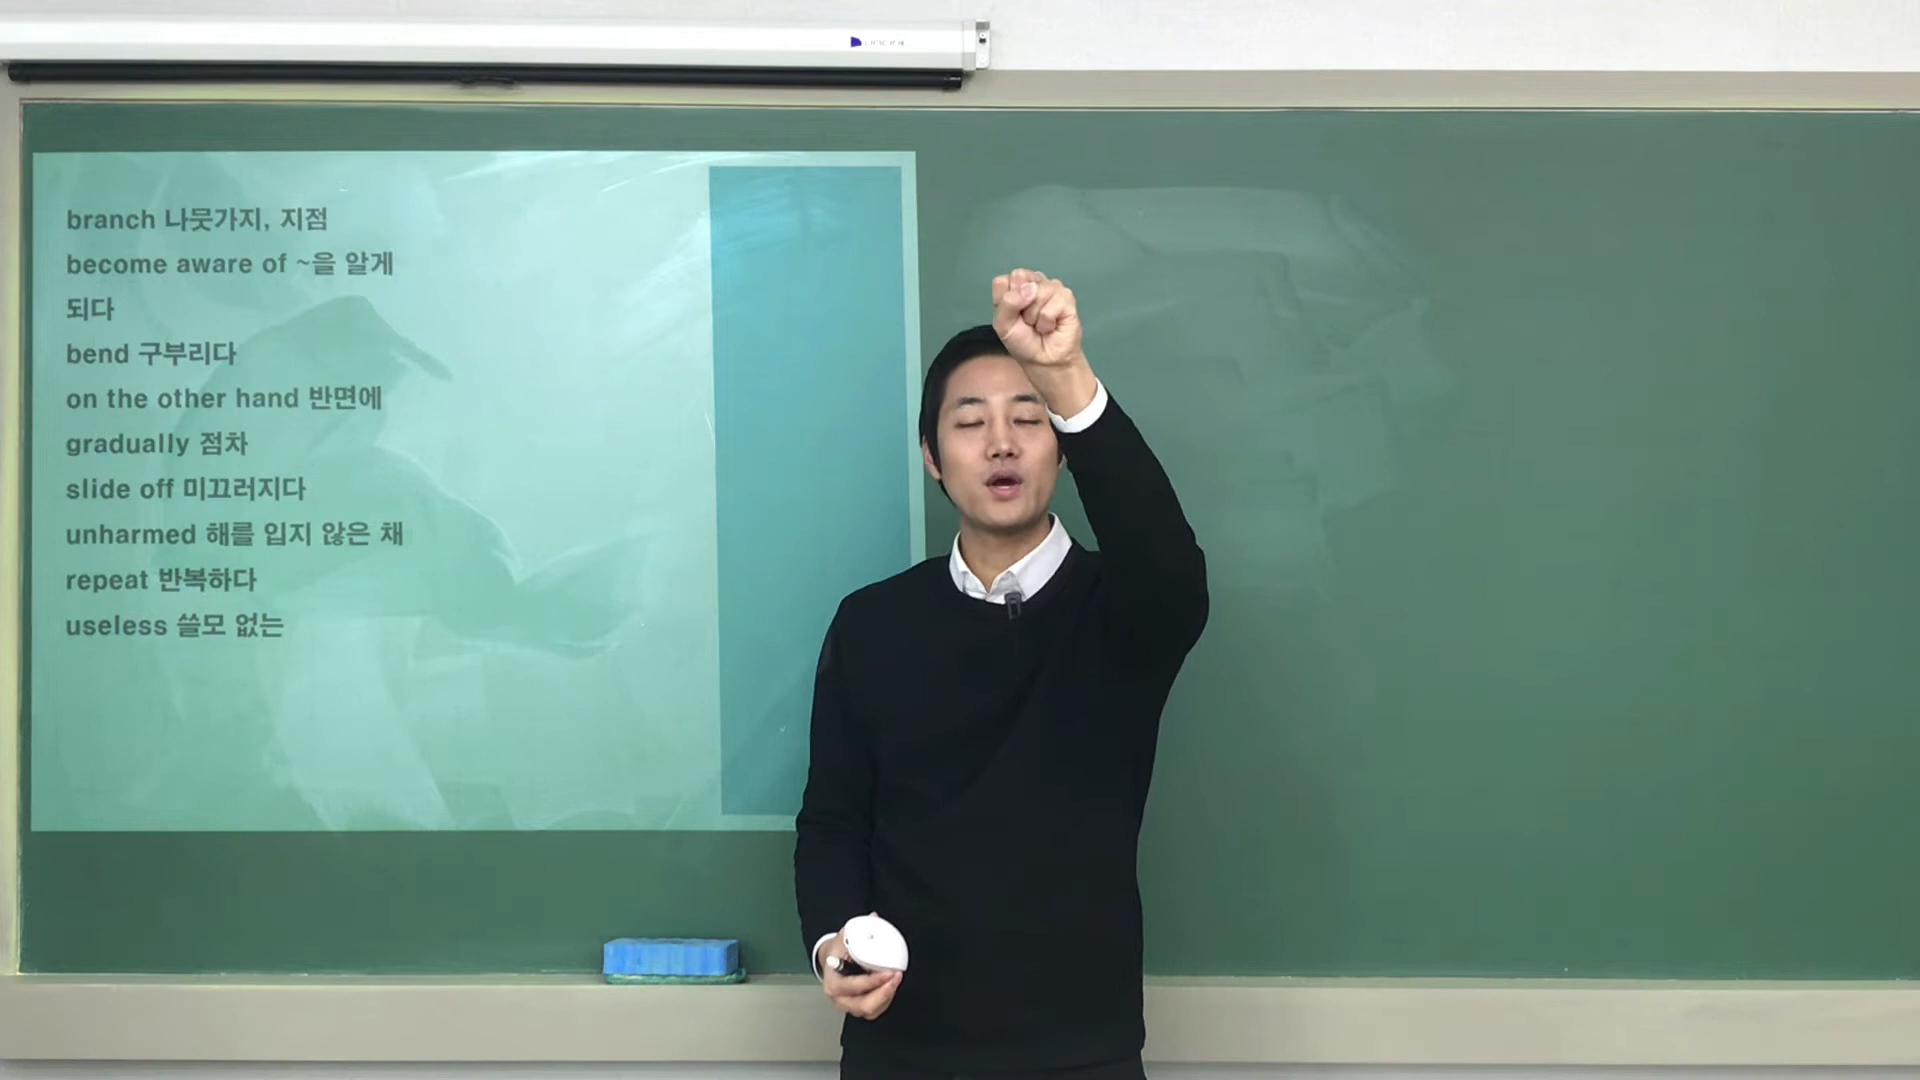 branch 나뭇가지, 지점
become aware of ~을 알게
되다
bend 구부리다
on the other hand 반면에
gradually 점차
slide off 미끄러지다
unharmed 해를 입지 않은 채
repeat 반복하다
useless 쓸모 없는